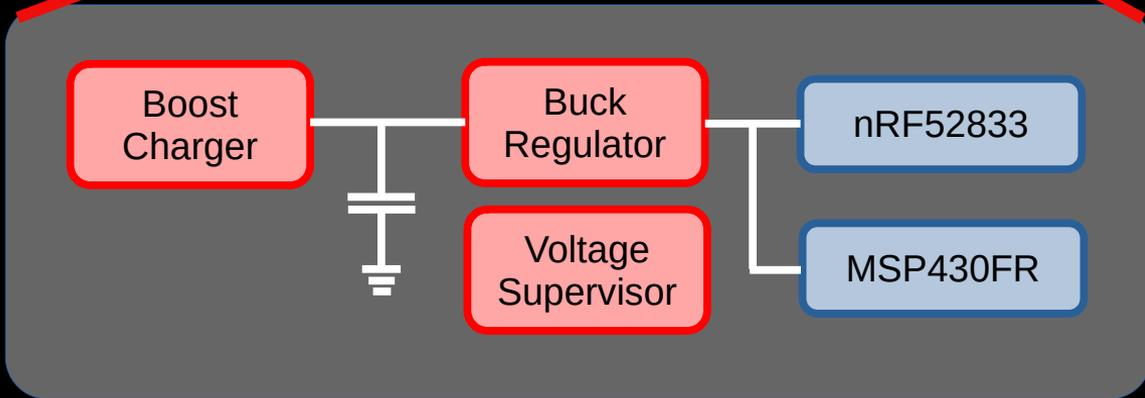 Boost
Charger
Buck
Regulator
nRF52833
Voltage
Supervisor
MSP430FR